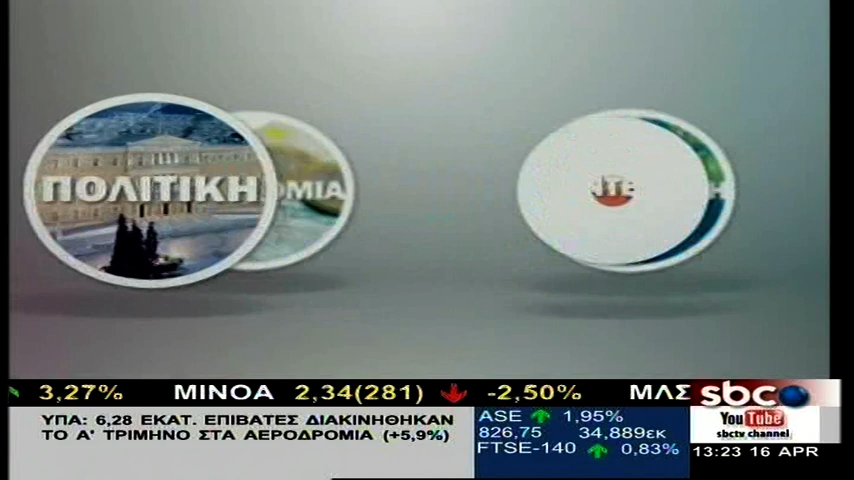 ΠΟΛΙΤΙΚΗ
ΟΜΙΑ
ΝΤΕ
Η
3,27% ΜΙΝΟΑ 2,34(281) -2,50% ΜΛΣ
sbc
ΥΠΑ: 6,28 ΕΚΑΤ. ΕΠΙΒΑΤΕΣ ΔΙΑΚΙΝΗΘΗΚΑΝ
ΤΟ Α' ΤΡΙΜΗΝΟ ΣΤΑ ΑΕΡΟΔΡΟΜΙΑ (+5,9%)
ASE 1,95%
826,75 34,889εκ
FTSE-140 0,83%
YouTube
sbctv channel
13:23 16 APR